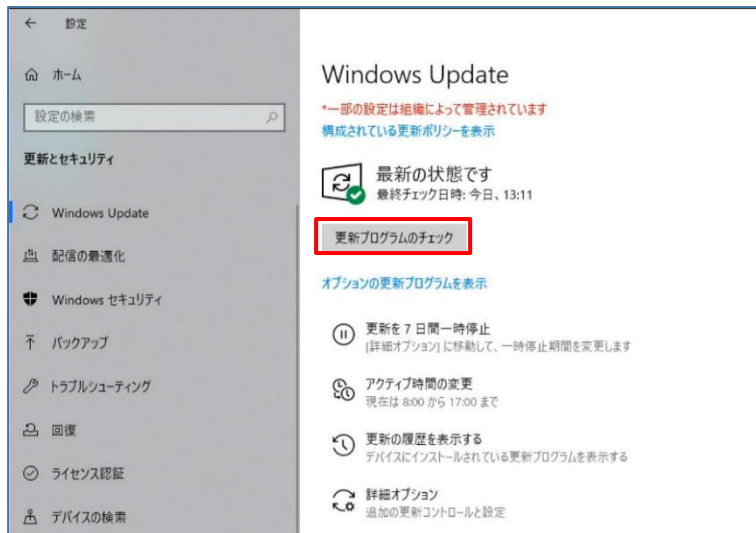 設定
ホーム
設定の検索
更新とセキュリティ
Windows Update
配信の最適化
Windows セキュリティ
バックアップ
トラブルシューティング
回復
ライセンス認証
デバイスの検索
Windows Update
*一部の設定は組織によって管理されています
構成されている更新ポリシーを表示
最新の状態です
最終チェック日時: 今日、13:11
更新プログラムのチェック
オプションの更新プログラムを表示
更新を 7 日間一時停止
[詳細オプション] に移動して、一時停止期間を変更します
アクティブ時間の変更
現在は 8:00 から 17:00 まで
更新の履歴を表示する
デバイスにインストールされている更新プログラムを表示する
詳細オプション
追加の更新コントロールと設定